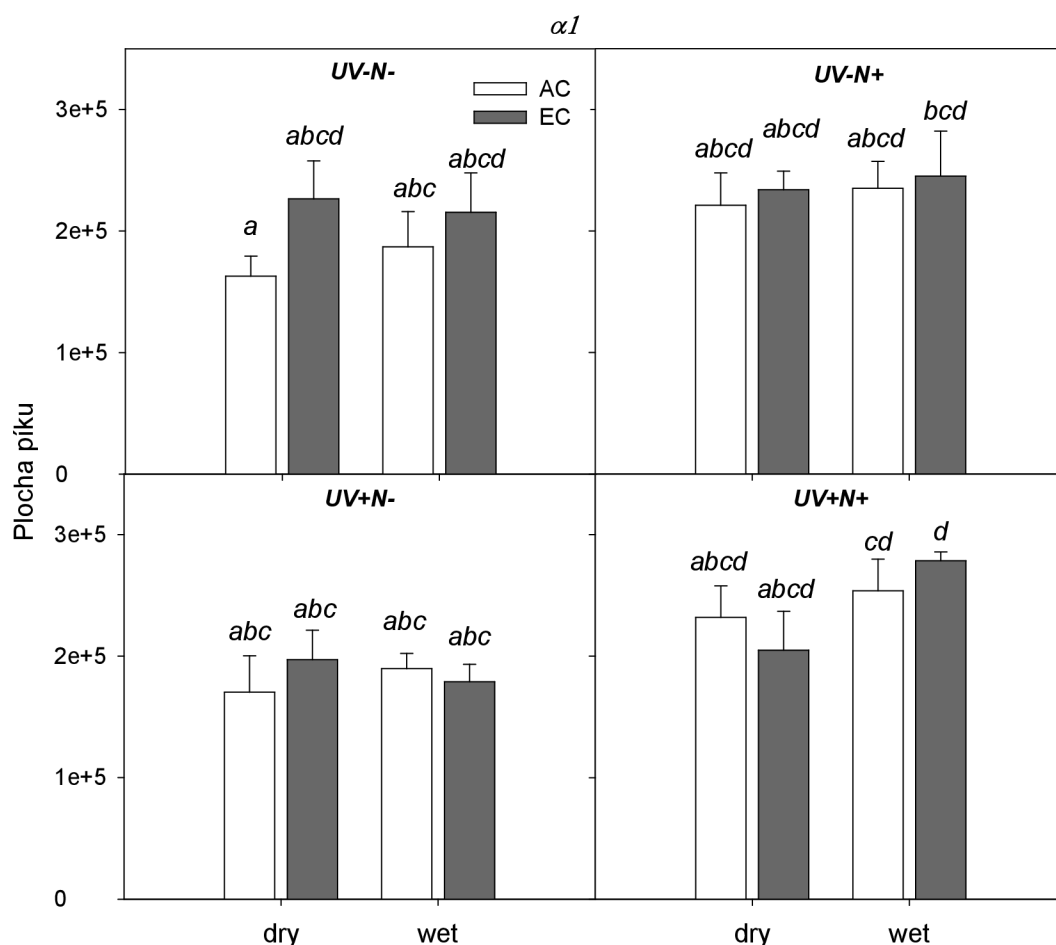 α1
Plocha píku
UV-N-
AC
EC
3e+5
2e+5
1e+5
0
a
abcd
abc
abcd
UV-N+
abcd
abcd
abcd
bcd
UV+N-
3e+5
2e+5
1e+5
0
abc
abc
abc
abc
dry
wet
UV+N+
abcd
abcd
cd
d
dry
wet